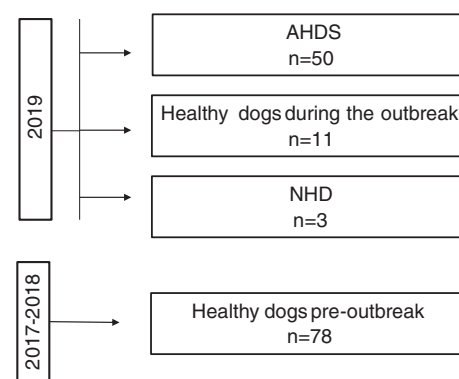 2019
AHDS
n=50
Healthy dogs during the outbreak
n=11
NHD
n=3
2017-2018
Healthy dogs pre-outbreak
n=78